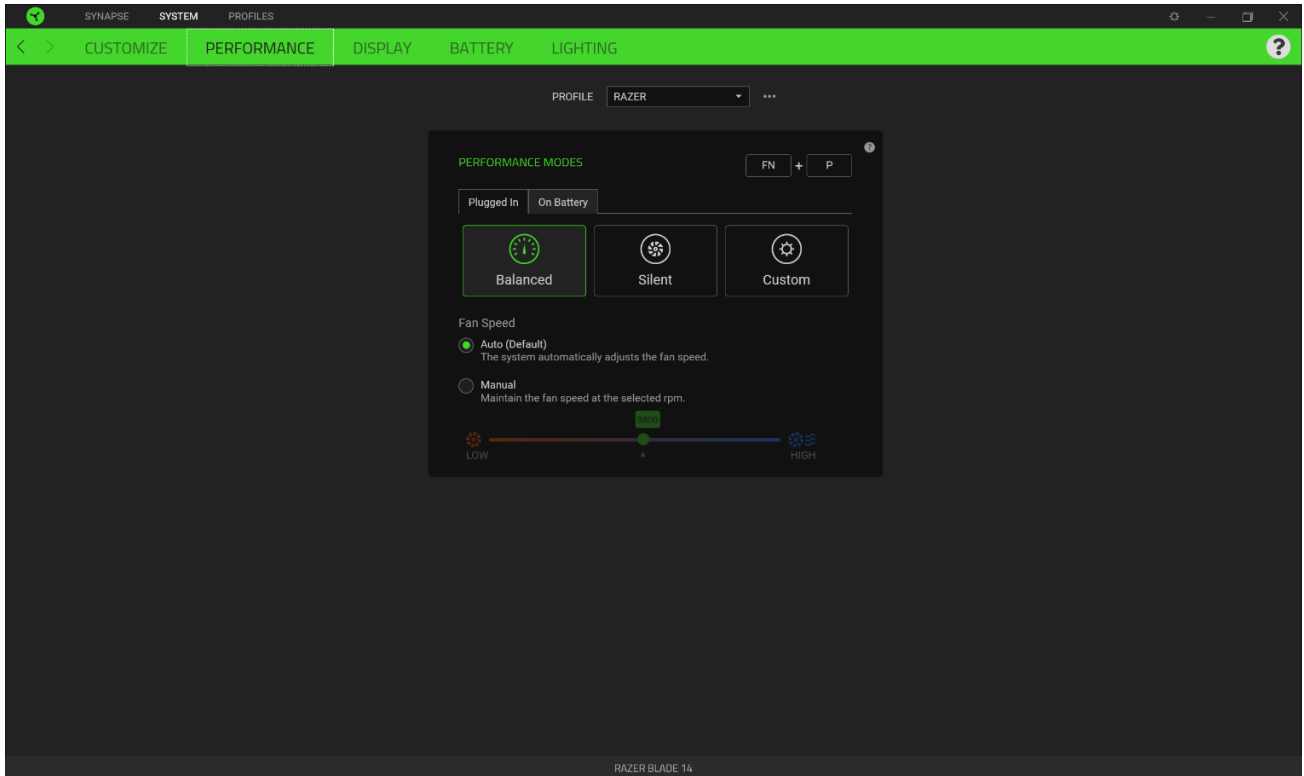 SYNAPSE SYSTEM PROFILES
CUSTOMIZE PERFORMANCE DISPLAY BATTERY LIGHTING ?
PROFILE RAZER
PERFORMANCE MODES FN + P ?
Plugged In On Battery
Balanced Silent Custom
Fan Speed
Auto (Default)
The system automatically adjusts the fan speed.
Manual
Maintain the fan speed at the selected rpm.
3800
LOW HIGH
RAZER BLADE 14